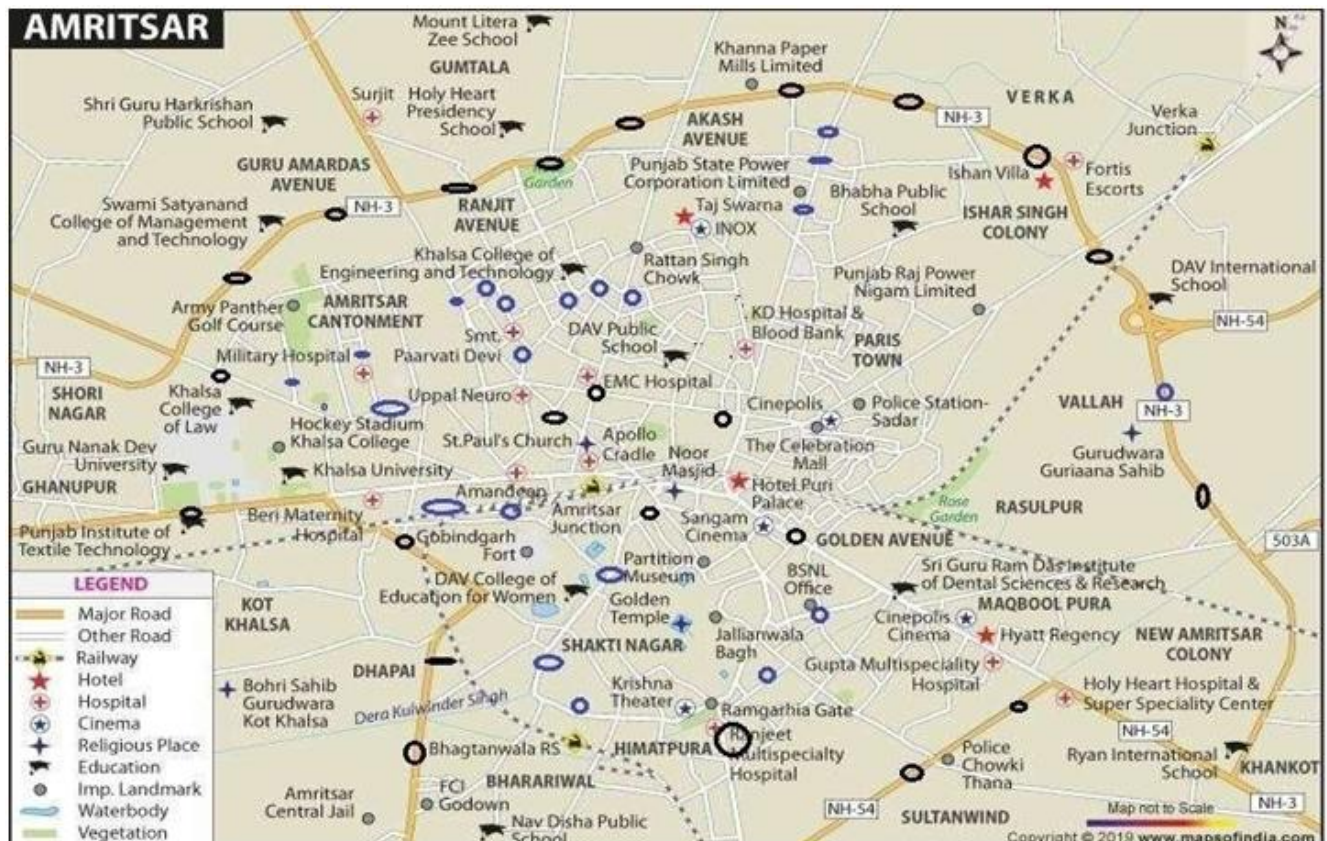 AMRITSAR
Mount Litera
Zee School
GUMTALA
Khanna Paper
Mills Limited
N
Shri Guru Harkrishan
Public School
Surjit
Holy Heart
Presidency
School
AKASH
AVENUE
NH-3
VERKA
Verka
Junction
GURU AMARDAS
AVENUE
Garden
Punjab State Power
Corporation Limited
Ishan Villa
Fortis
Escorts
Swami Satyanand
College of Management
and Technology
NH-3
RANJIT
AVENUE
Taj Swarna
INOX
Bhabha Public
School
ISHAR SINGH
COLONY
Khalsa College of
Engineering and Technology
Rattan Singh
Chowk
Punjab Raj Power
Nigam Limited
DAV International
School
Army Panther
Golf Course
AMRITSAR
CANTONMENT
NH-54
Smt.
Paarvati Devi
DAV Public
School
KD Hospital &
Blood Bank
PARIS
TOWN
Military Hospital
NH-3
SHORI
NAGAR
Khalsa
College
of Law
Uppal Neuro
EMC Hospital
Cinepolis
Police Station-
Sadar
VALLAH
NH-3
Hockey Stadium
Khalsa College
St.Paul's Church
Apollo
Cradle
Noor
Masjid
The Celebration
Mall
Gurudwara
Guriaana Sahib
Guru Nanak Dev
University
GHANUPUR
Khalsa University
Amandeep
Hotel Puri
Palace
Rose
Garden
RASULPUR
Punjab Institute of
Textile Technology
Beri Maternity
Hospital
Gobindgarh
Fort
Amritsar
Junction
Sangam
Cinema
GOLDEN AVENUE
503A
Partition
Museum
BSNL
Office
Sri Guru Ram Das Institute
of Dental Sciences & Research
DAV College of
Education for Women
Golden
Temple
MAQBOOL PURA
KOT
KHALSA
SHAKTI NAGAR
Jallianwala
Bagh
Cinepolis
Cinema
Hyatt Regency
NEW AMRITSAR
COLONY
DHAPAI
Gupta Multispeciality
Hospital
Bohri Sahib
Gurudwara
Kot Khalsa
Dera Kulwinder Singh
Krishna
Theater
Ramgarhia Gate
Holy Heart Hospital &
Super Speciality Center
NH-54
Bhagtanwala RS
HIMATPURA
Ranjeet
Multispecialty
Hospital
Police
Chowki
Thana
Ryan International
School
KHANKOT
BHARARIWAL
FCI
Godown
Amritsar
Central Jail
Nav Disha Public
School
NH-54
SULTANWIND
NH-3
LEGEND
Major Road
Other Road
Railway
Hotel
Hospital
Cinema
Religious Place
Education
Imp. Landmark
Waterbody
Vegetation
Map not to Scale
Copyright © 2019 www.mapsofindia.com